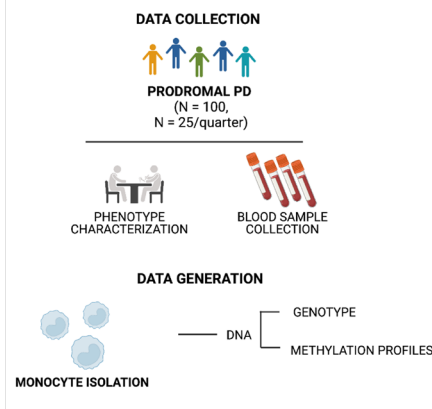 DATA COLLECTION
PRODROMAL PD
(N = 100,
N = 25/quarter)
PHENOTYPE
CHARACTERIZATION
BLOOD SAMPLE
COLLECTION
DATA GENERATION
GENOTYPE
DNA
METHYLATION PROFILES
MONOCYTE ISOLATION